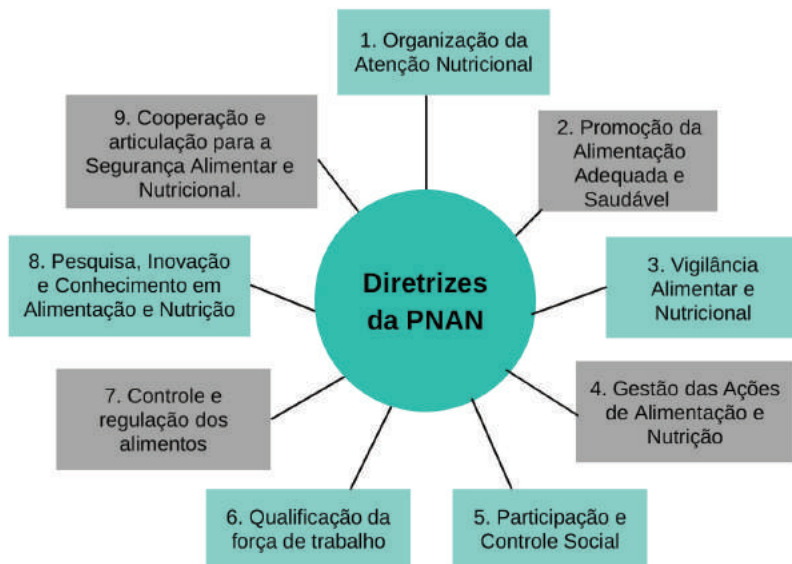 1. Organização da
Atenção Nutricional
2. Promoção da
Alimentação
Adequada e
Saudável
3. Vigilância
Alimentar e
Nutricional
4. Gestão das Ações
de Alimentação e
Nutrição
5. Participação e
Controle Social
6. Qualificação da
força de trabalho
7. Controle e
regulação dos
alimentos
8. Pesquisa, Inovação
e Conhecimento em
Alimentação e Nutrição
9. Cooperação e
articulação para a
Segurança Alimentar e
Nutricional.
Diretrizes
da PNAN